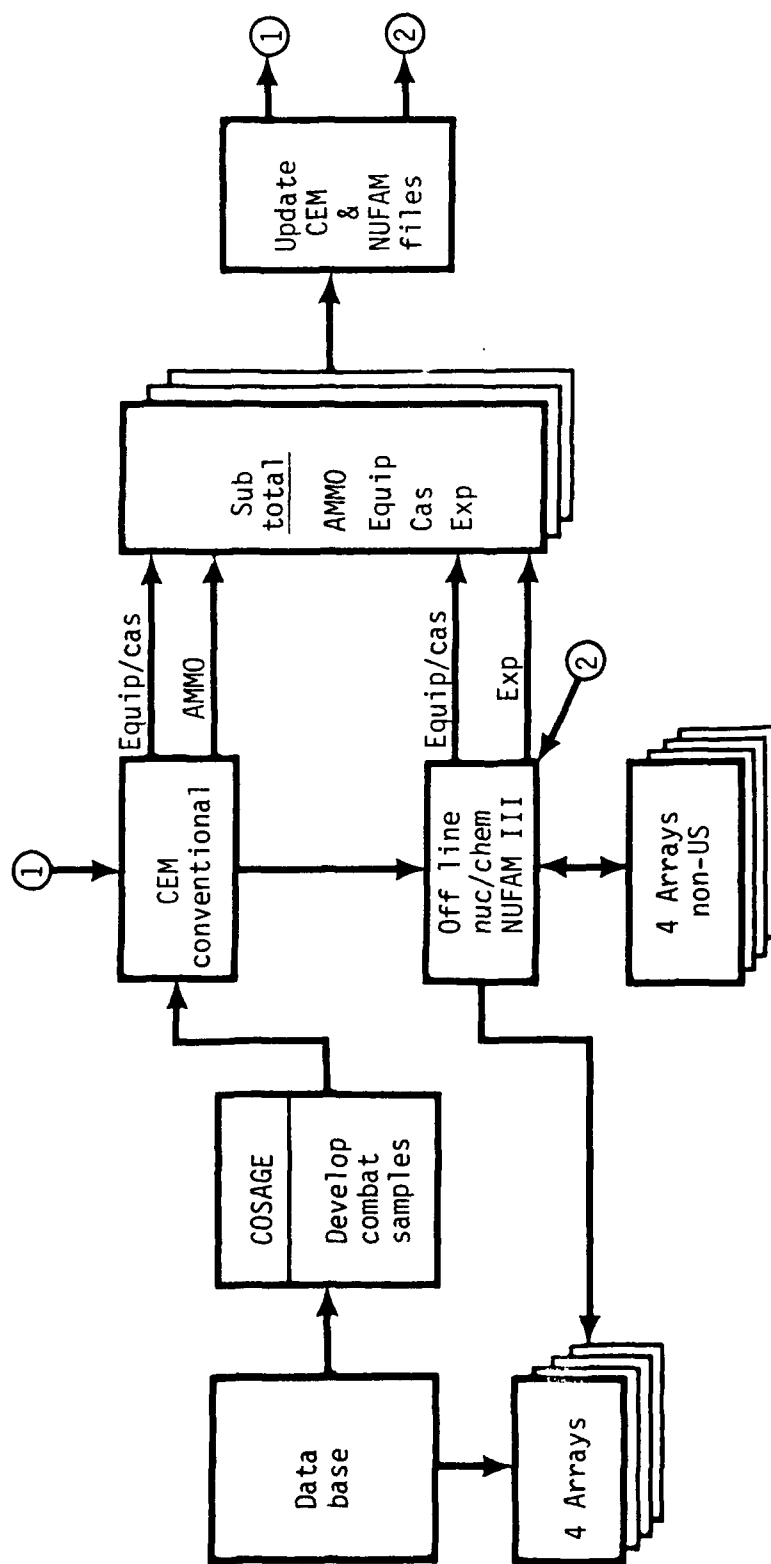 Data
base
4 Arrays
COSAGE
Develop
combat
samples
1
CEM
conventional
Equip/cas
AMMO
Off line
nuc/chem
NUFAM III
Equip/cas
Exp
2
4 Arrays
non-US
Sub
total
AMMO
Equip
Cas
Exp
Update
CEM
&
NUFAM
files
1
2